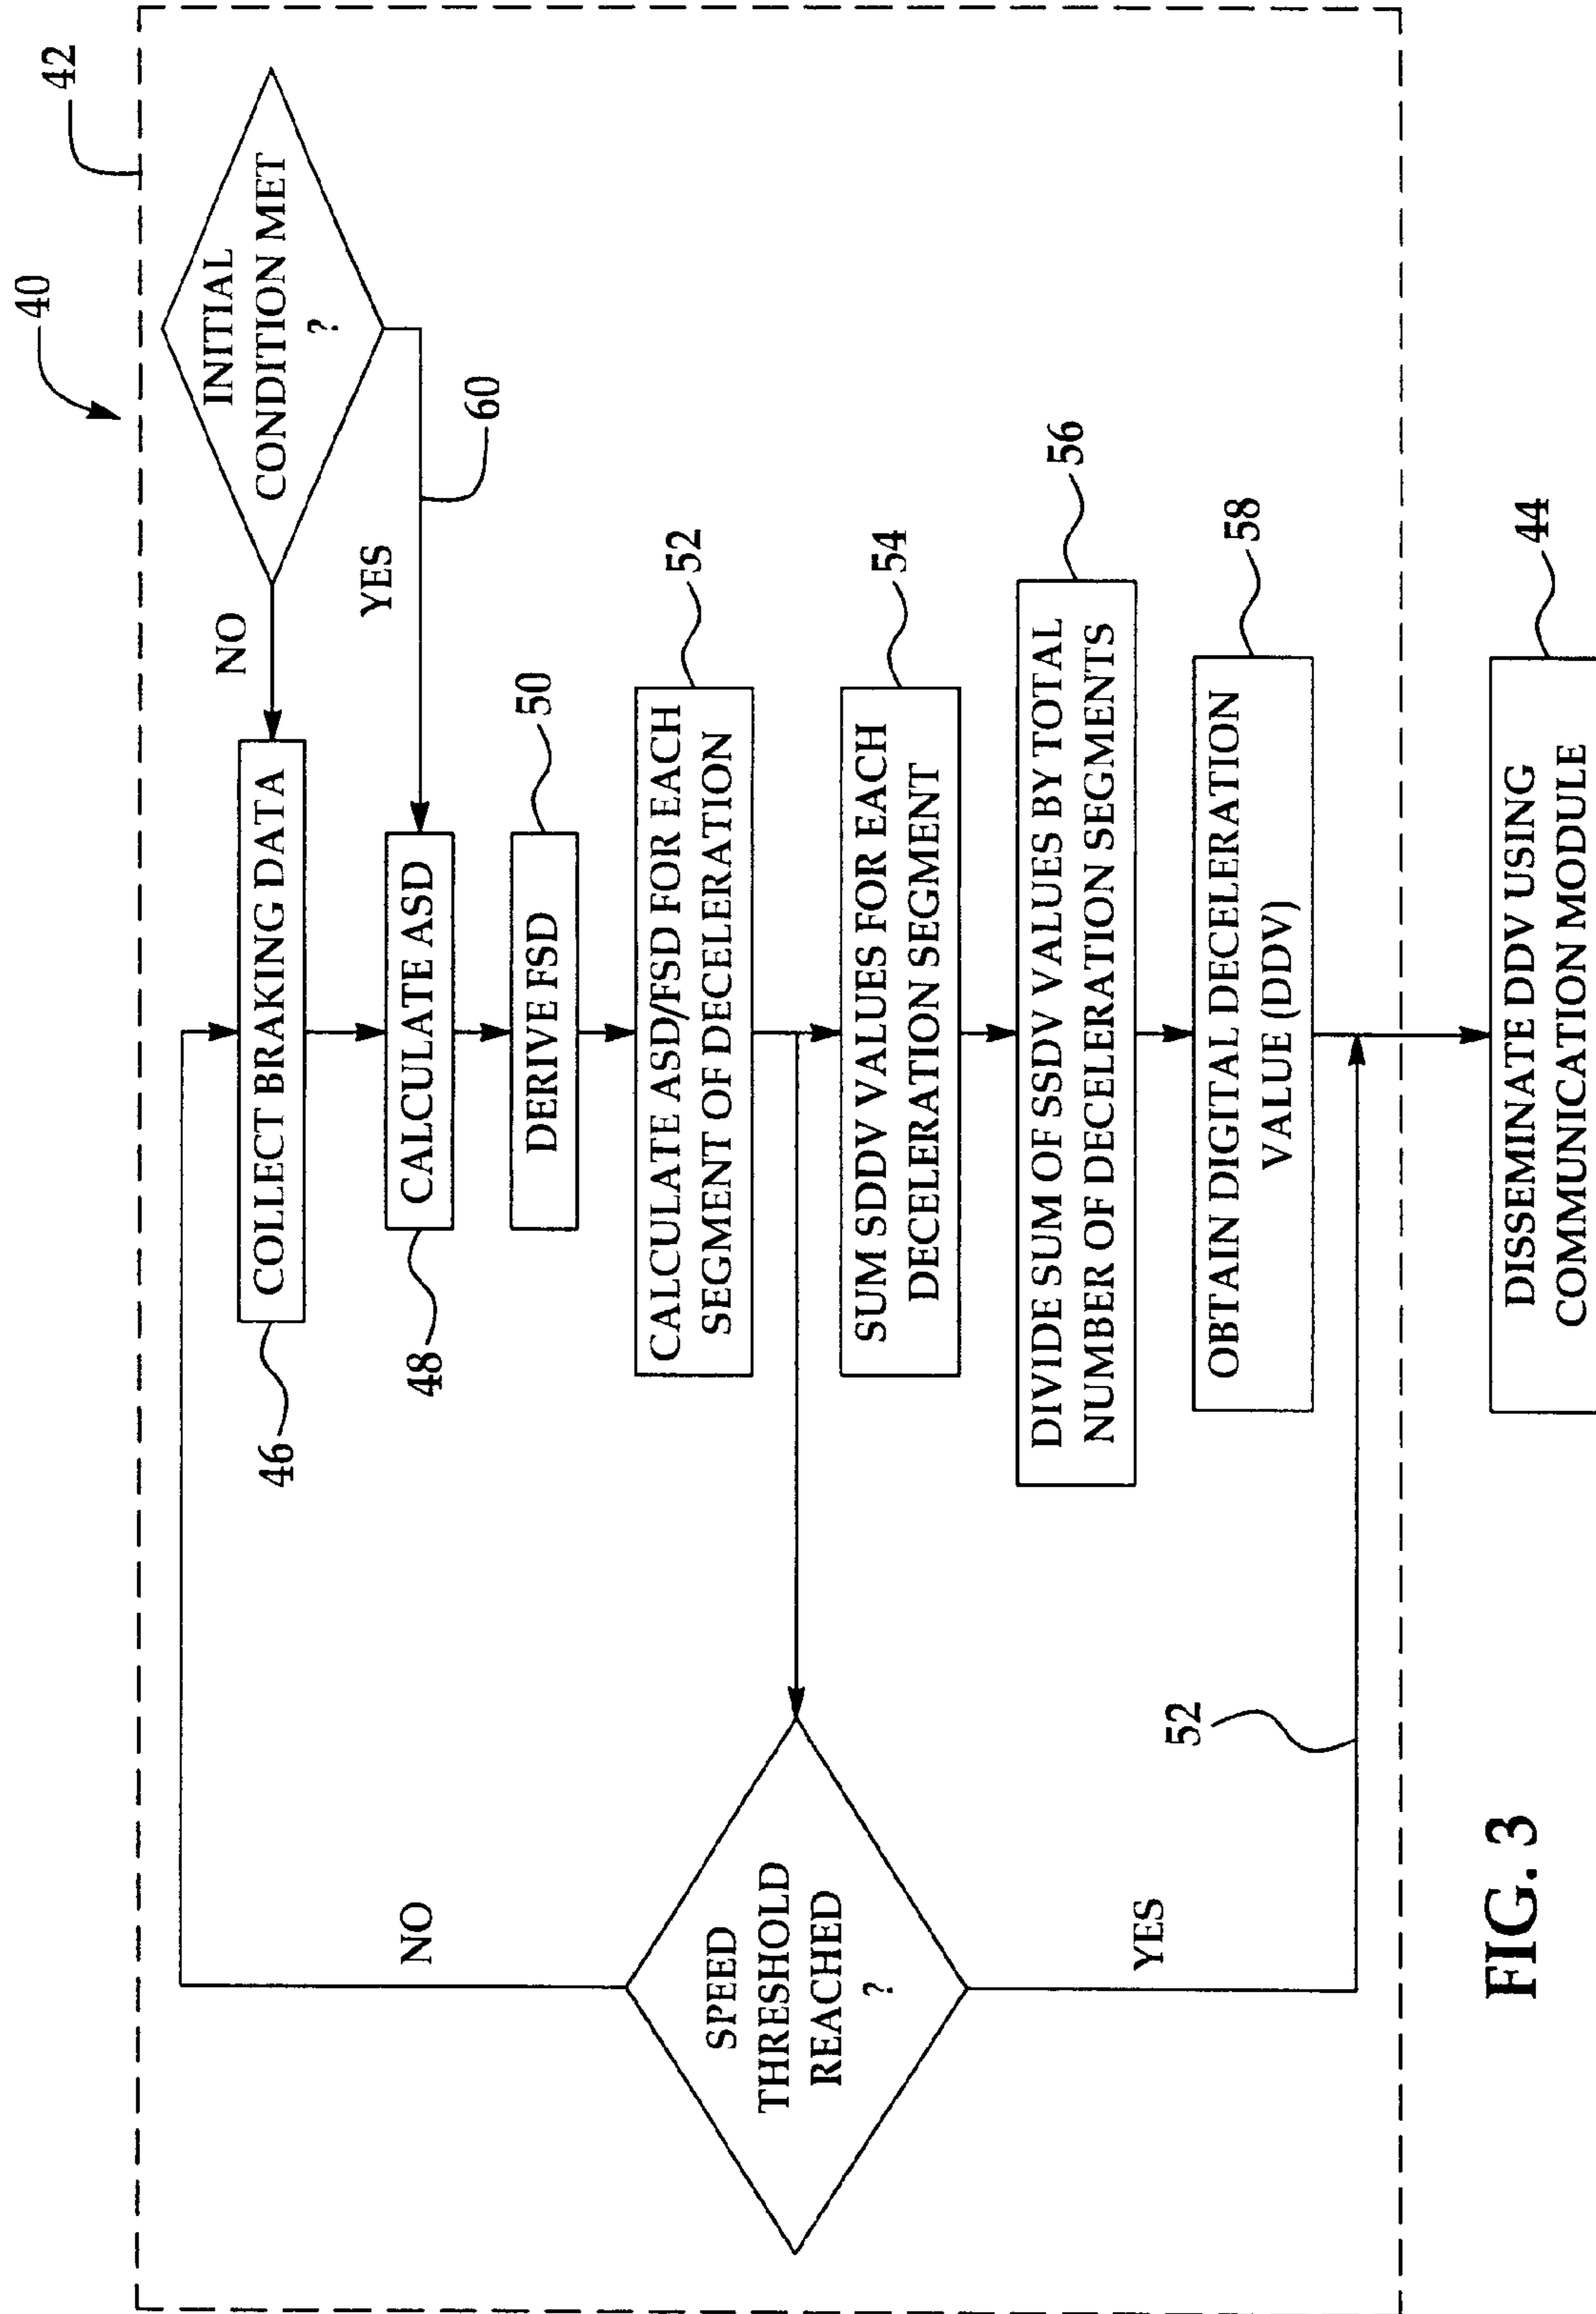 40
42
INITIAL
CONDITION MET
?
NO
YES
60
COLLECT BRAKING DATA
46
CALCULATE ASD
48
DERIVE FSD
50
CALCULATE ASD/FSD FOR EACH
SEGMENT OF DECELERATION
52
SUM SDDV VALUES FOR EACH
DECELERATION SEGMENT
54
DIVIDE SUM OF SSDV VALUES BY TOTAL
NUMBER OF DECELERATION SEGMENTS
56
OBTAIN DIGITAL DECELERATION
VALUE (DDV)
58
NO
SPEED
THRESHOLD
REACHED
?
YES
52
DISSEMINATE DDV USING
COMMUNICATION MODULE
44
FIG. 3